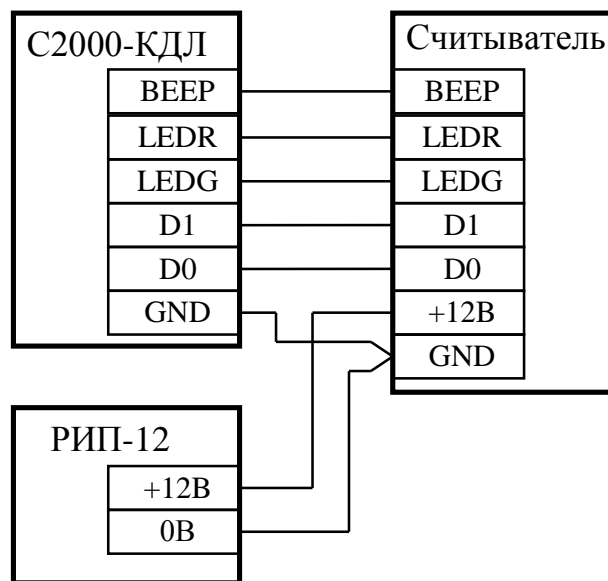 С2000-КДЛ
BEEP
LEDR
LEDG
D1
D0
GND
Считыватель
BEEP
LEDR
LEDG
D1
D0
+12В
GND
РИП-12
+12В
0В